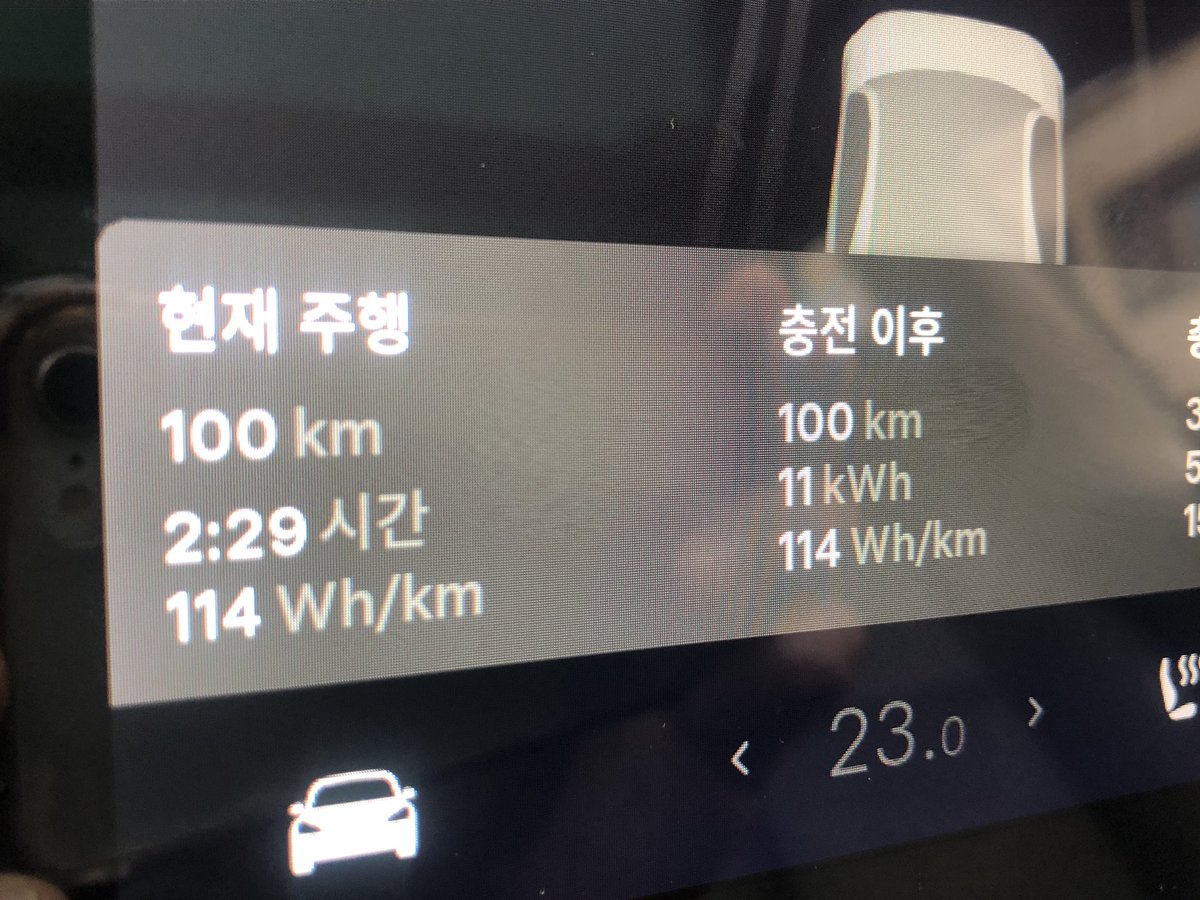 현재 주행
100 km
2:29 시간
114 Wh/km
충전 이후
100 km
11 kWh
114 Wh/km
< 23.0 >